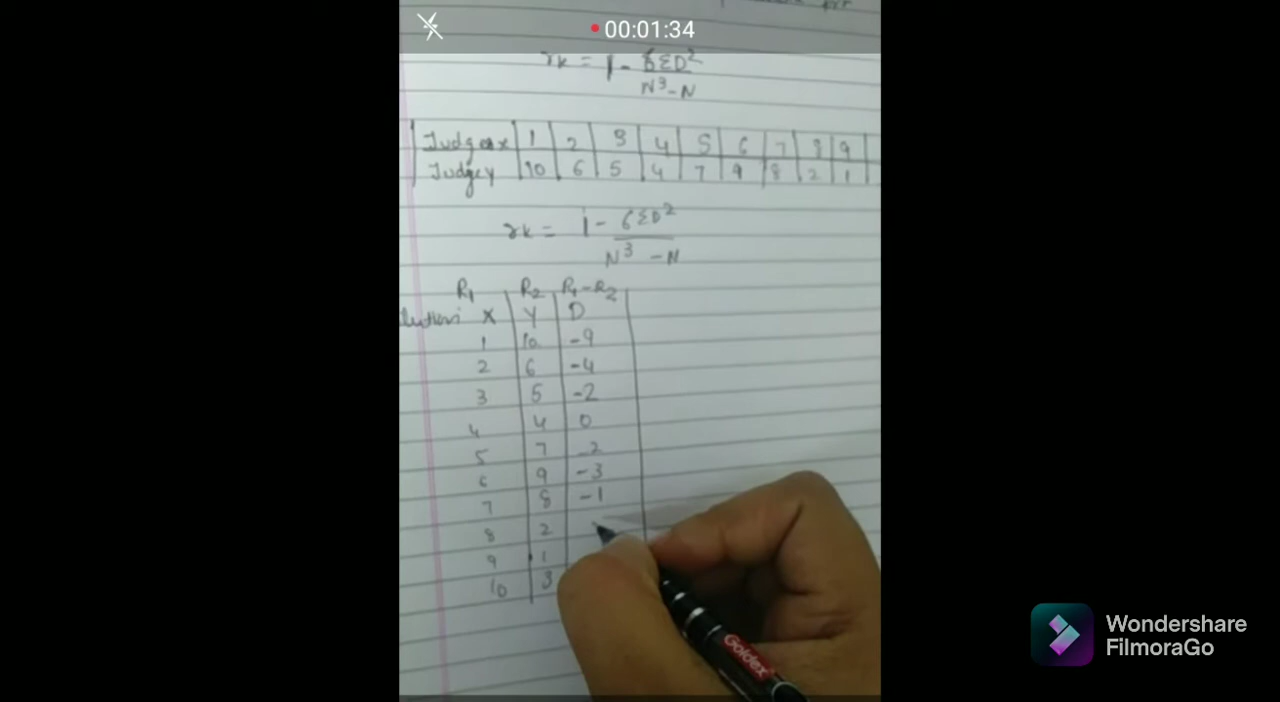 00:01:34
rk = 1 - 6ΣD²
N³-N
Judge x 1 2 3 4 5 6 7 8 9
Judge y 10 6 5 4 7 9 8 2 1
rk = 1 - 6ΣD²
N³ - N
R₁ R₂ R₁-R₂
X Y D
1 10 -9
2 6 -4
3 5 -2
4 4 0
5 7 -2
6 9 -3
7 8 -1
8 2
9 1
10 3
Goldex
Wondershare
FilmoraGo